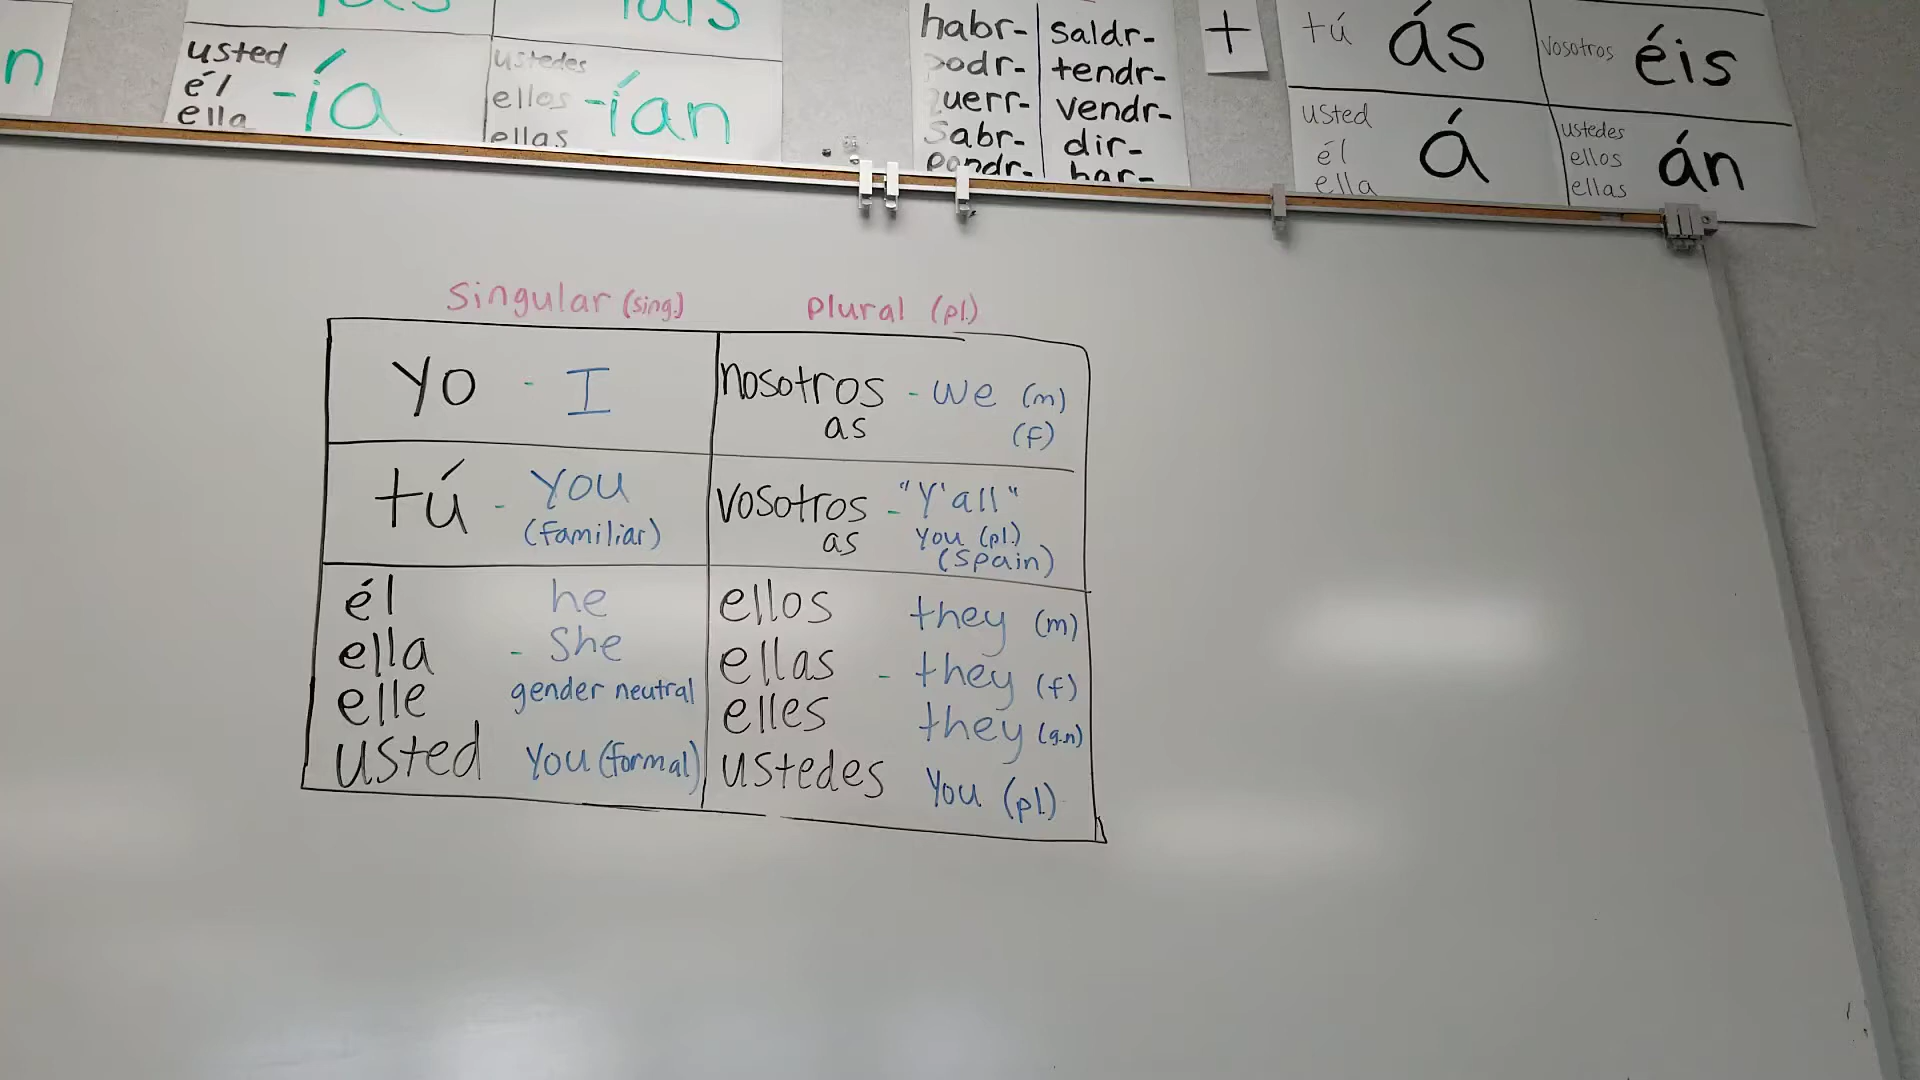 n
usted
él
ella
-ía
ustedes
ellos
ellas
-ían
habr-
podr-
querr-
sabr-
pondr-
saldr-
tendr-
vendr-
dir-
har-
+
tú ás
vosotros éis
usted
él
ella
á
ustedes
ellos
ellas
án
Singular (sing.) Plural (pl.)
yo - I
nosotros - we (m)
as (f)
tú - you
(familiar)
vosotros - "Y'all"
as you (pl.)
(Spain)
él he
ella - She
elle gender neutral
usted you (formal)
ellos they (m)
ellas - they (f)
elles they (g.n)
ustedes You (pl.)